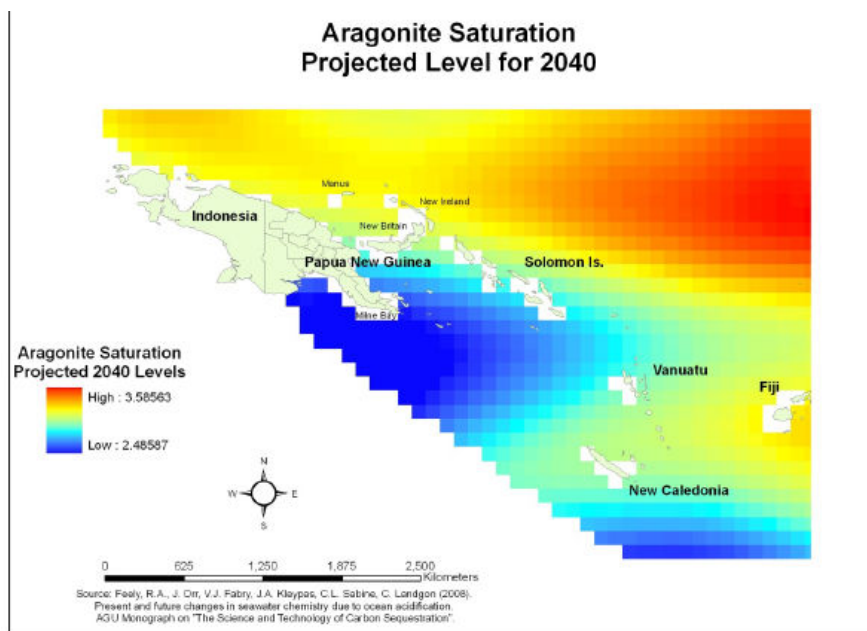 Aragonite Saturation
Projected Level for 2040
Manus
New Ireland
Indonesia
New Britain
Papua New Guinea
Solomon Is.
Milne Bay
Aragonite Saturation
Projected 2040 Levels
High : 3.58563
Low : 2.48587
Vanuatu
Fiji
New Caledonia
N
W
E
S
0 625 1,250 1,875 2,500
Kilometers
Source: Feely, R.A., J. Orr, V.J. Fabry, J.A. Kleypas, C.L. Sabine, C. Landgon (2008).
Present and future changes in seawater chemistry due to ocean acidification.
AGU Monograph on "The Science and Technology of Carbon Sequestration".